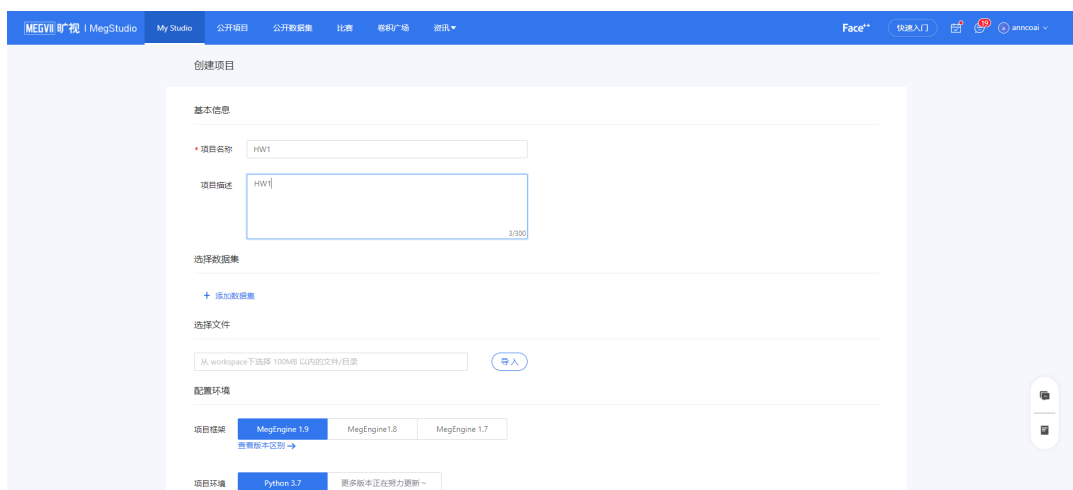 MEGVII 旷视 | MegStudio My Studio 公开项目 公开数据集 比赛 卷积广场 资讯▾ Face++ 快速入门 19 a anncoai
创建项目
基本信息
* 项目名称 HW1
项目描述 HW1
3/300
选择数据集
+ 添加数据集
选择文件
从 workspace下选择 100MB 以内的文件/目录 导入
配置环境
项目框架 MegEngine 1.9 MegEngine1.8 MegEngine 1.7
查看版本区别 →
项目环境 Python 3.7 更多版本正在努力更新~